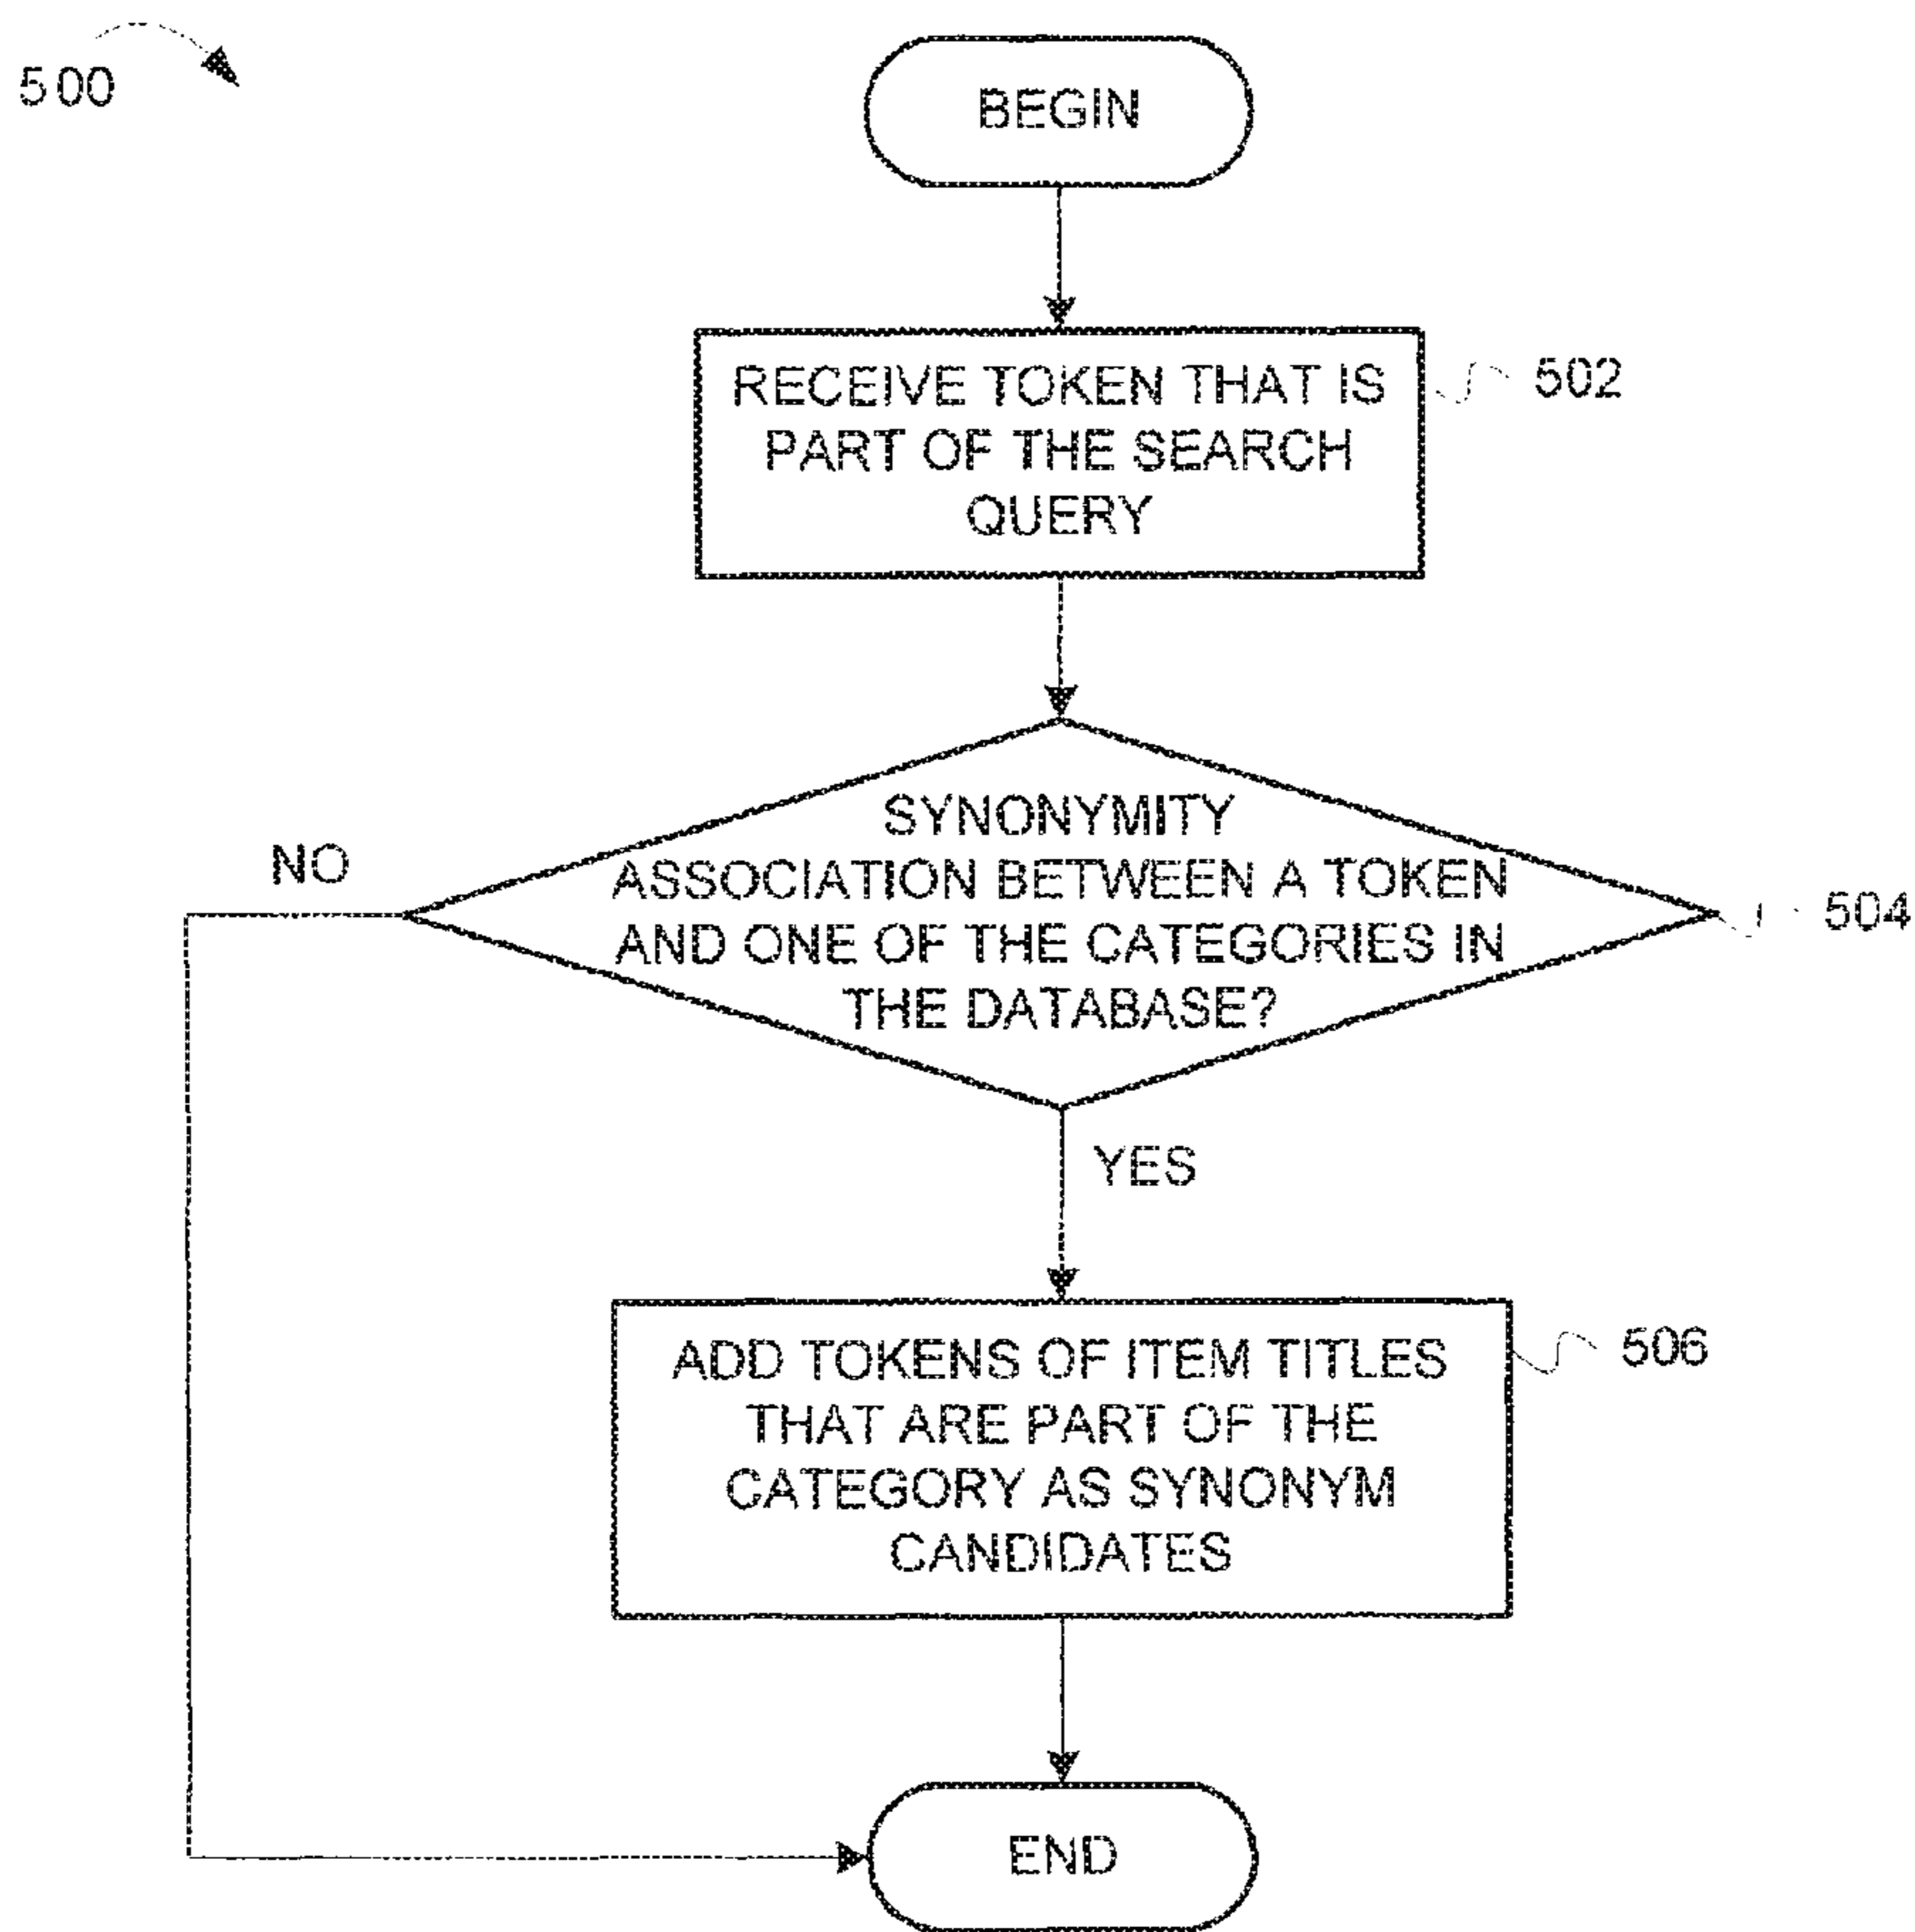 500
BEGIN
RECEIVE TOKEN THAT IS
PART OF THE SEARCH
QUERY
502
SYNONYMITY
ASSOCIATION BETWEEN A TOKEN
AND ONE OF THE CATEGORIES IN
THE DATABASE?
504
NO
YES
ADD TOKENS OF ITEM TITLES
THAT ARE PART OF THE
CATEGORY AS SYNONYM
CANDIDATES
506
END